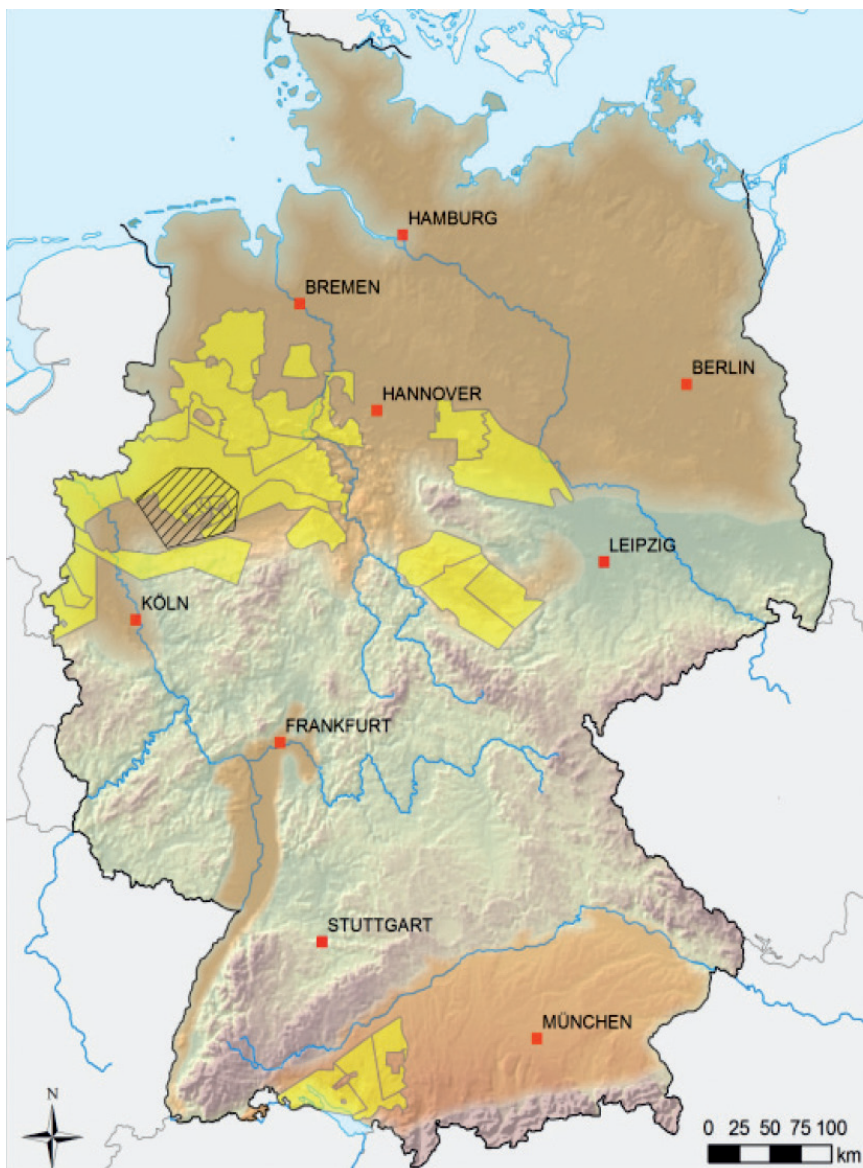 HAMBURG
BREMEN
BERLIN
HANNOVER
LEIPZIG
KÖLN
FRANKFURT
STUTTGART
MÜNCHEN
N
0 25 50 75 100
km